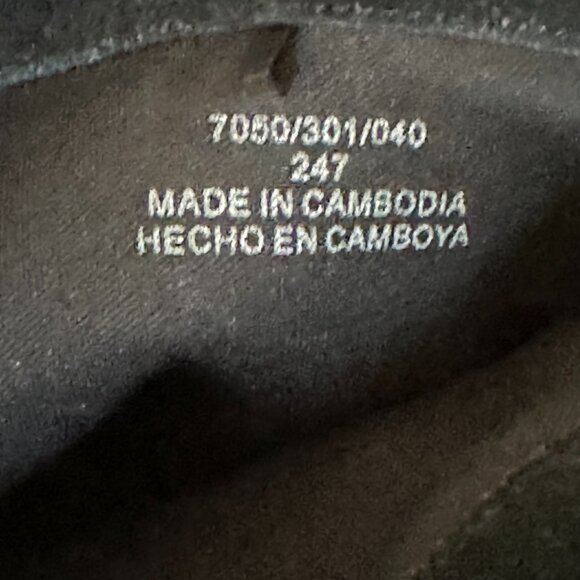 7050/301/040
247
MADE IN CAMBODIA
HECHO EN CAMBOYA